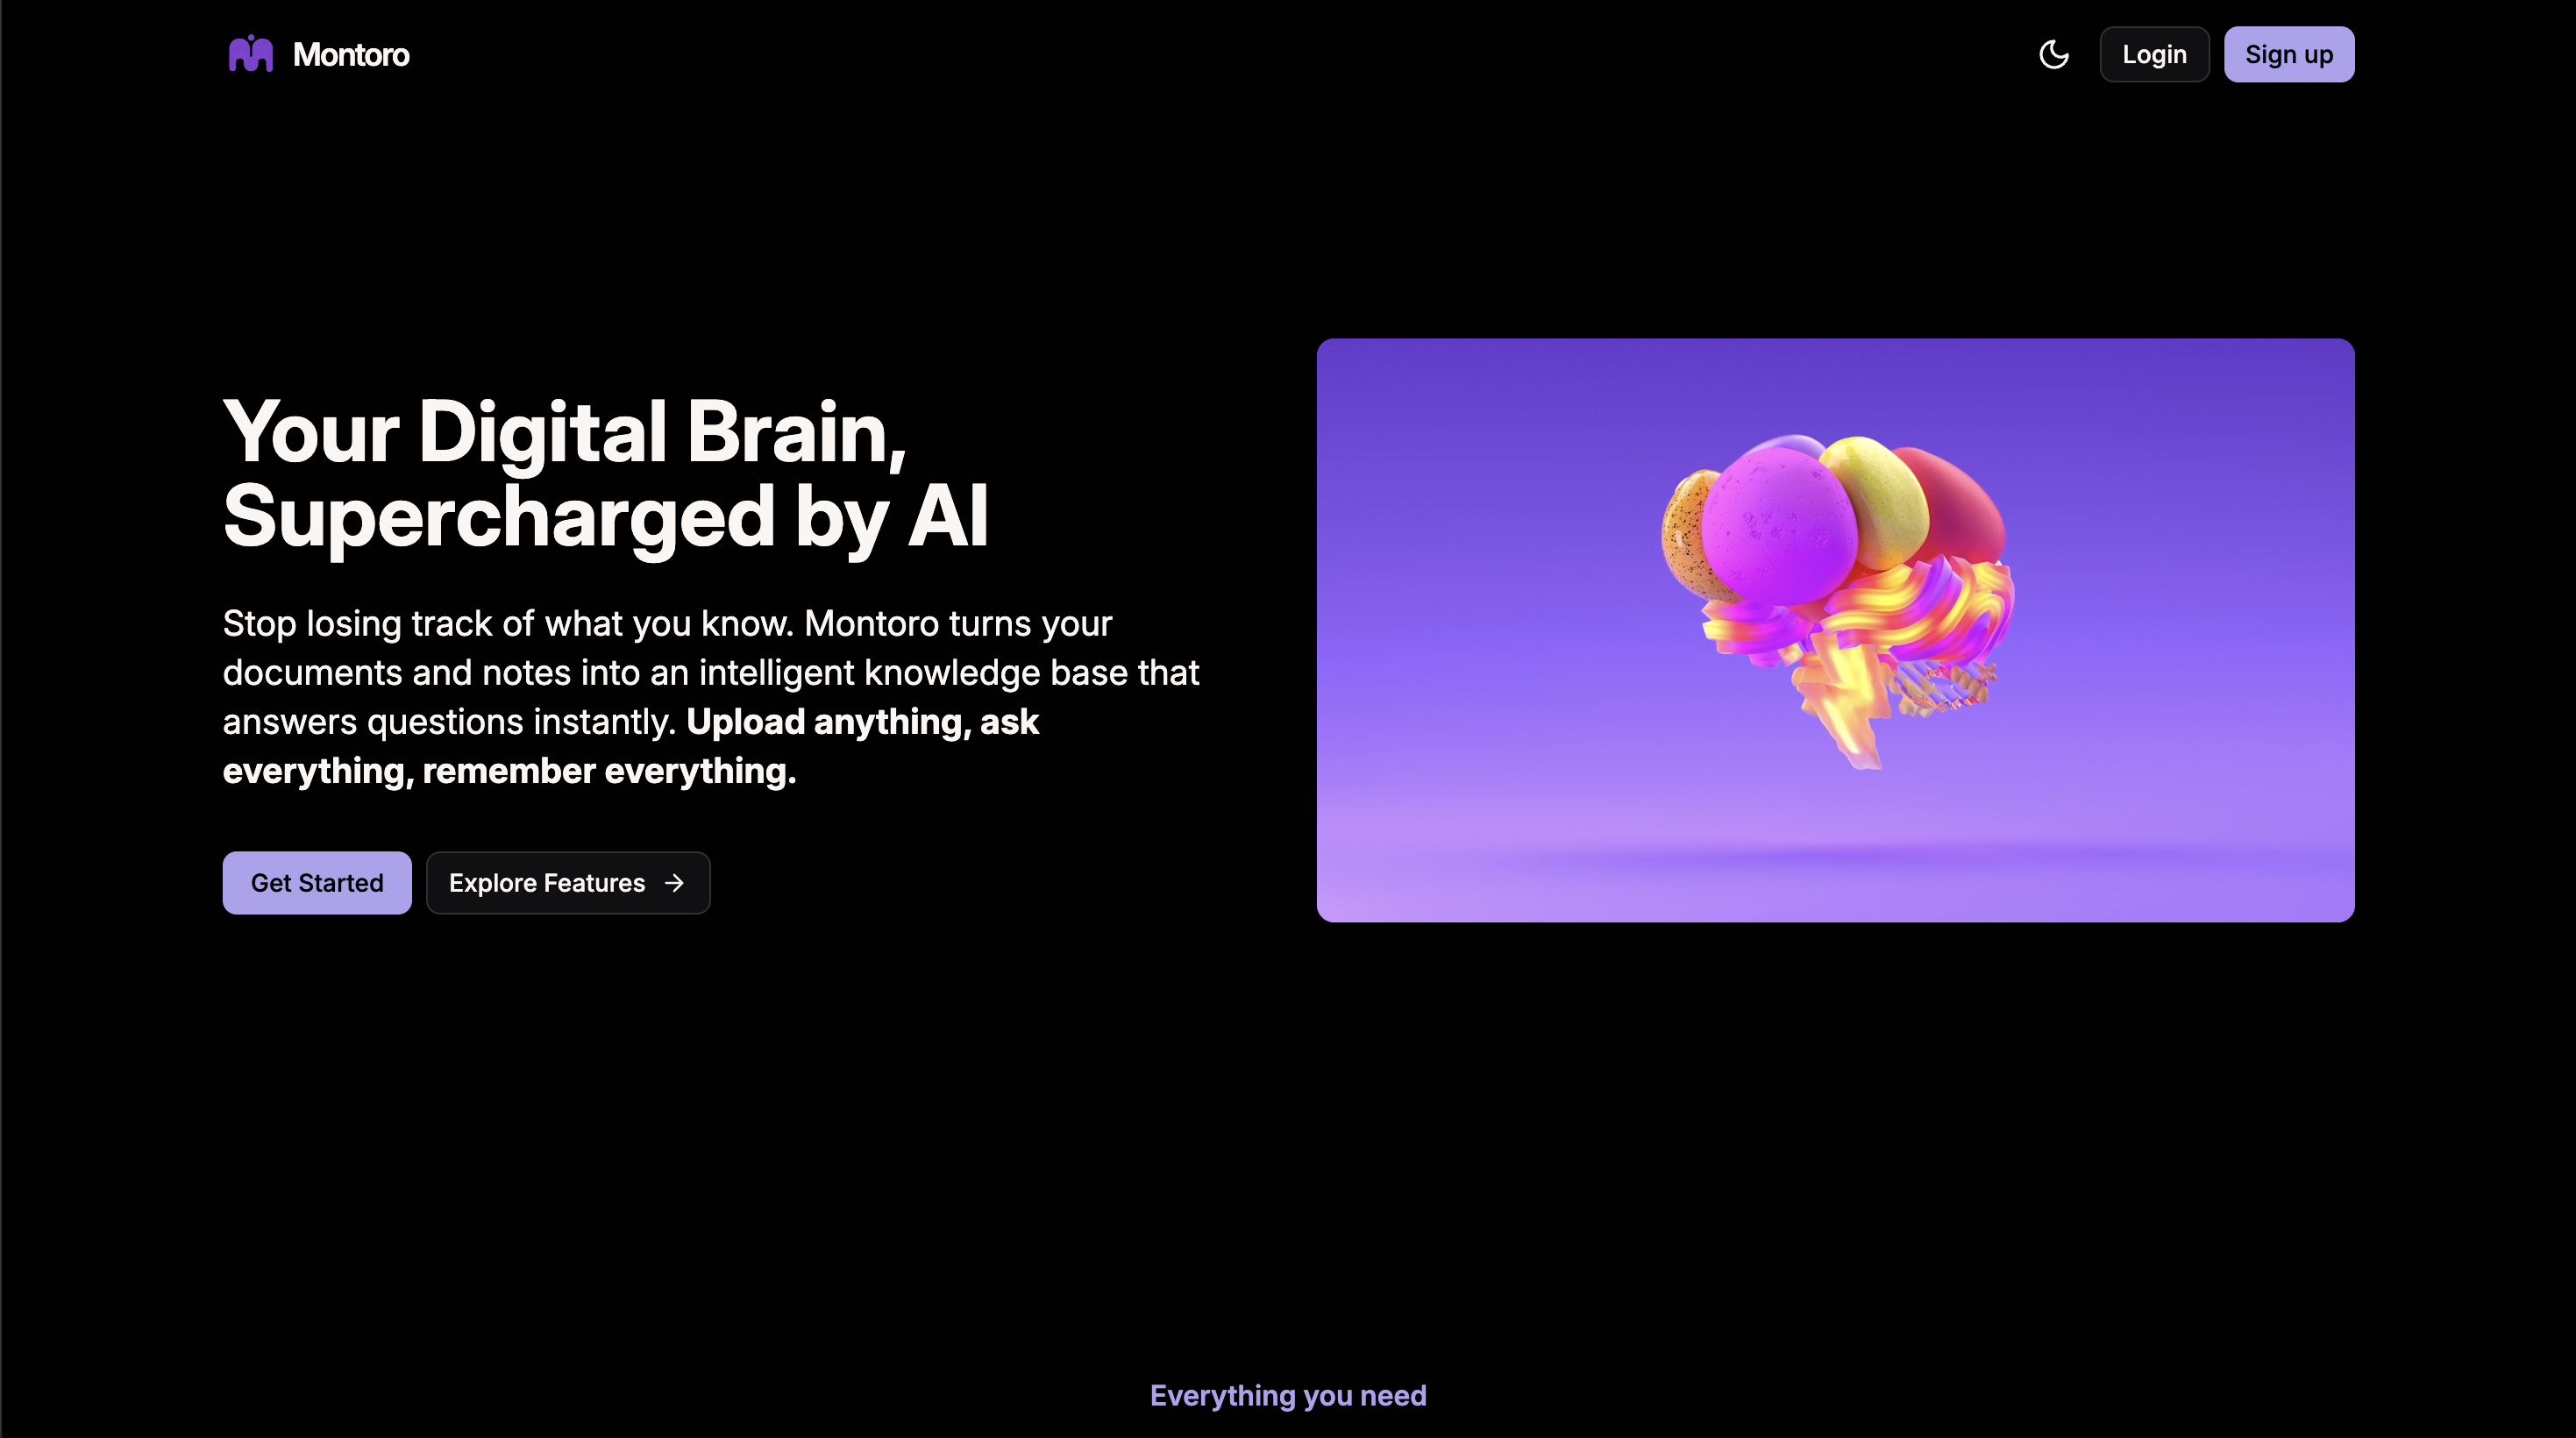 Montoro
Login
Sign up
Your Digital Brain,
Supercharged by AI
Stop losing track of what you know. Montoro turns your
documents and notes into an intelligent knowledge base that
answers questions instantly. Upload anything, ask
everything, remember everything.
Get Started
Explore Features →
Everything you need